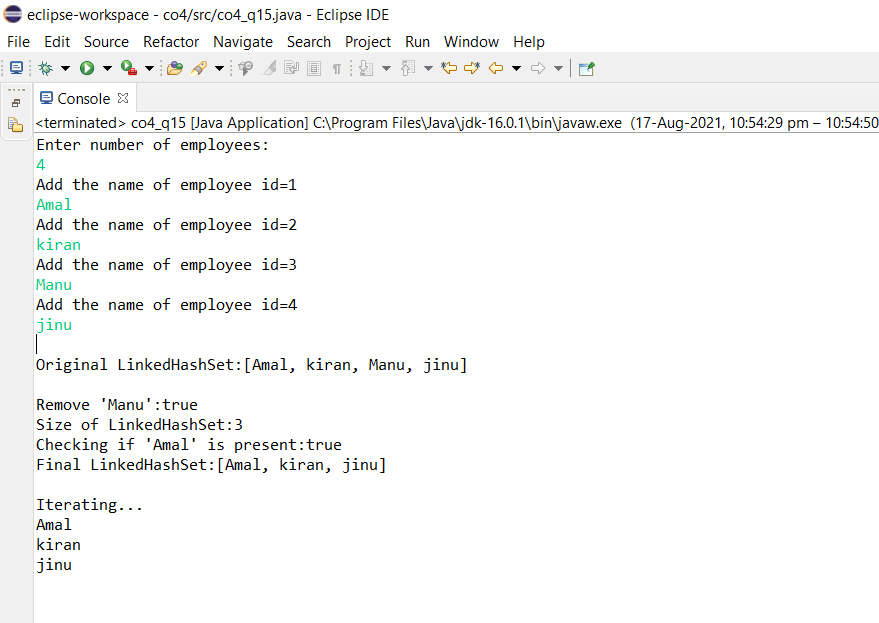 eclipse-workspace - co4/src/co4_q15.java - Eclipse IDE
File Edit Source Refactor Navigate Search Project Run Window Help
Console
<terminated> co4_q15 [Java Application] C:\Program Files\Java\jdk-16.0.1\bin\javaw.exe (17-Aug-2021, 10:54:29 pm – 10:54:50
Enter number of employees:
4
Add the name of employee id=1
Amal
Add the name of employee id=2
kiran
Add the name of employee id=3
Manu
Add the name of employee id=4
jinu
Original LinkedHashSet:[Amal, kiran, Manu, jinu]
Remove 'Manu':true
Size of LinkedHashSet:3
Checking if 'Amal' is present:true
Final LinkedHashSet:[Amal, kiran, jinu]
Iterating...
Amal
kiran
jinu